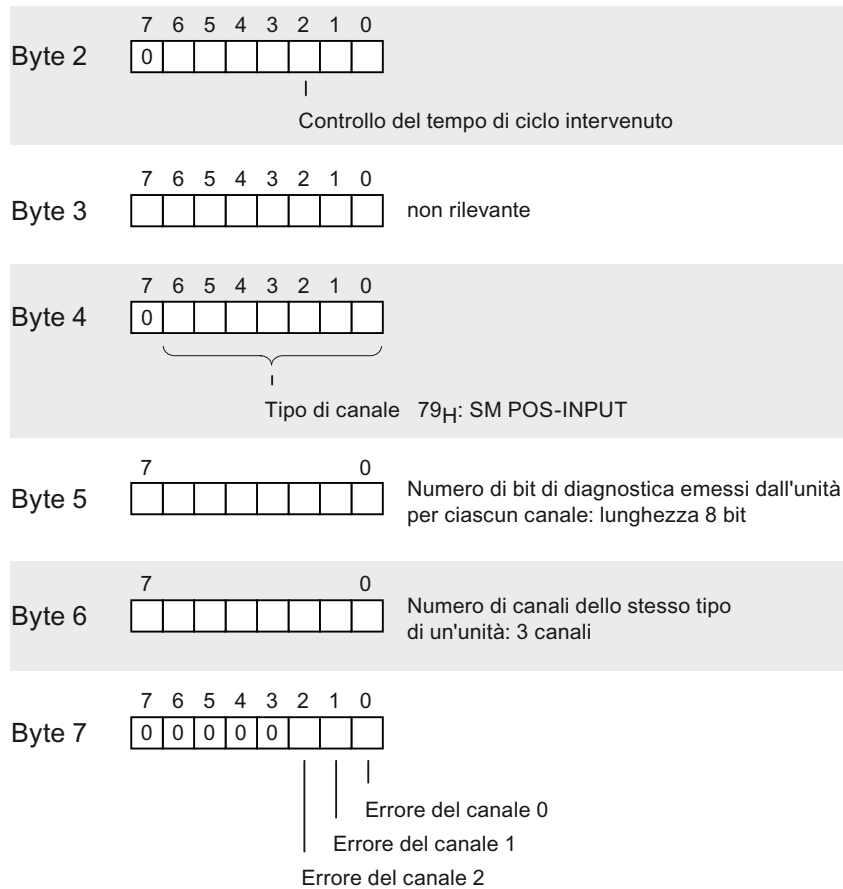 7 6 5 4 3 2 1 0
Byte 2
0
Controllo del tempo di ciclo intervenuto
7 6 5 4 3 2 1 0
Byte 3
non rilevante
7 6 5 4 3 2 1 0
Byte 4
0
Tipo di canale 79H: SM POS-INPUT
7 0
Byte 5
Numero di bit di diagnostica emessi dall'unità
per ciascun canale: lunghezza 8 bit
7 0
Byte 6
Numero di canali dello stesso tipo
di un'unità: 3 canali
7 6 5 4 3 2 1 0
Byte 7
0 0 0 0 0
Errore del canale 0
Errore del canale 1
Errore del canale 2